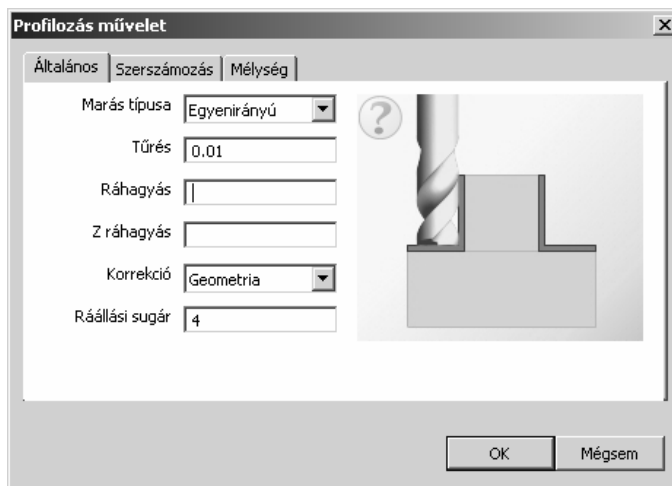 Profilozás művelet
Általános Szerszámozás Mélység
Marás típusa Egyenirányú
Tűrés 0.01
Ráhagyás
Z ráhagyás
Korrekció Geometria
Ráállási sugár 4
?
OK Mégsem